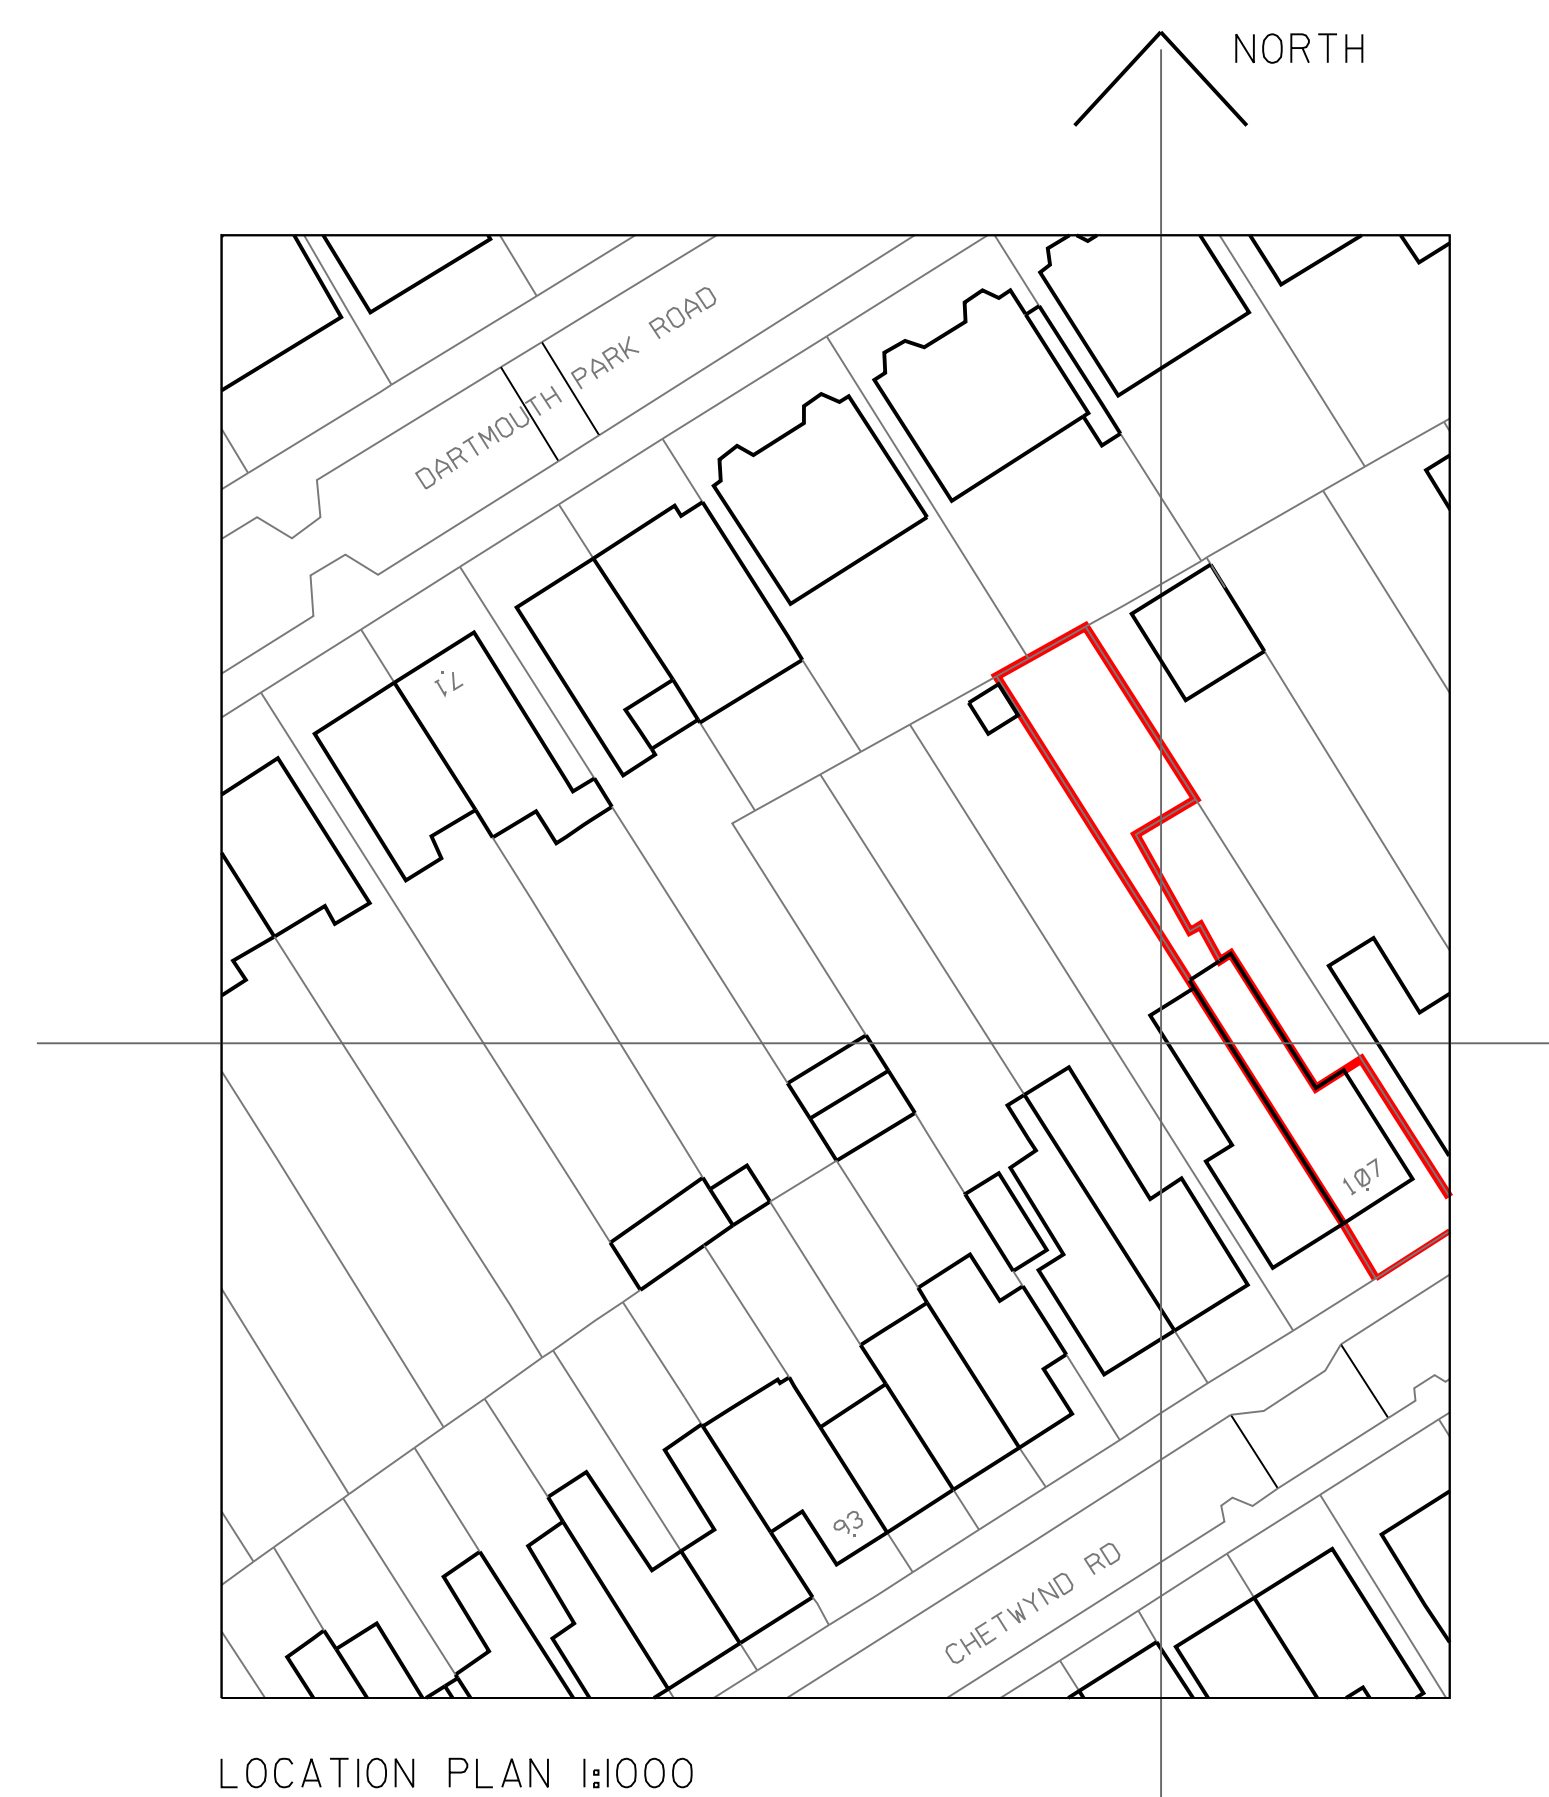 NORTH
DARTMOUTH PARK ROAD
71
107
93
CHETWYND RD
LOCATION PLAN 1:1000